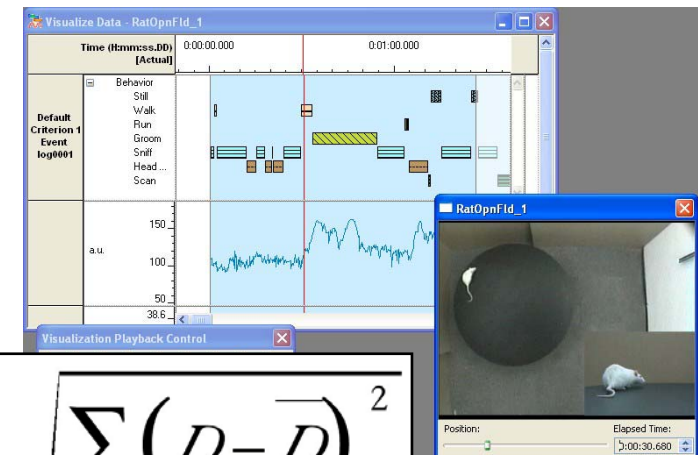 Visualize Data - RatOpnFld_1
Time (H:mm:ss.DD)
[Actual]
0:00:00.000
0:01:00.000
Default
Criterion 1
Event
log0001
Behavior
Still
Walk
Run
Groom
Sniff
Head ...
Scan
a.u.
150
100
50
38.6
RatOpnFld_1
Position:
Elapsed Time:
0:00:30.680
Visualization Playback Control
∑(D-D̅)²